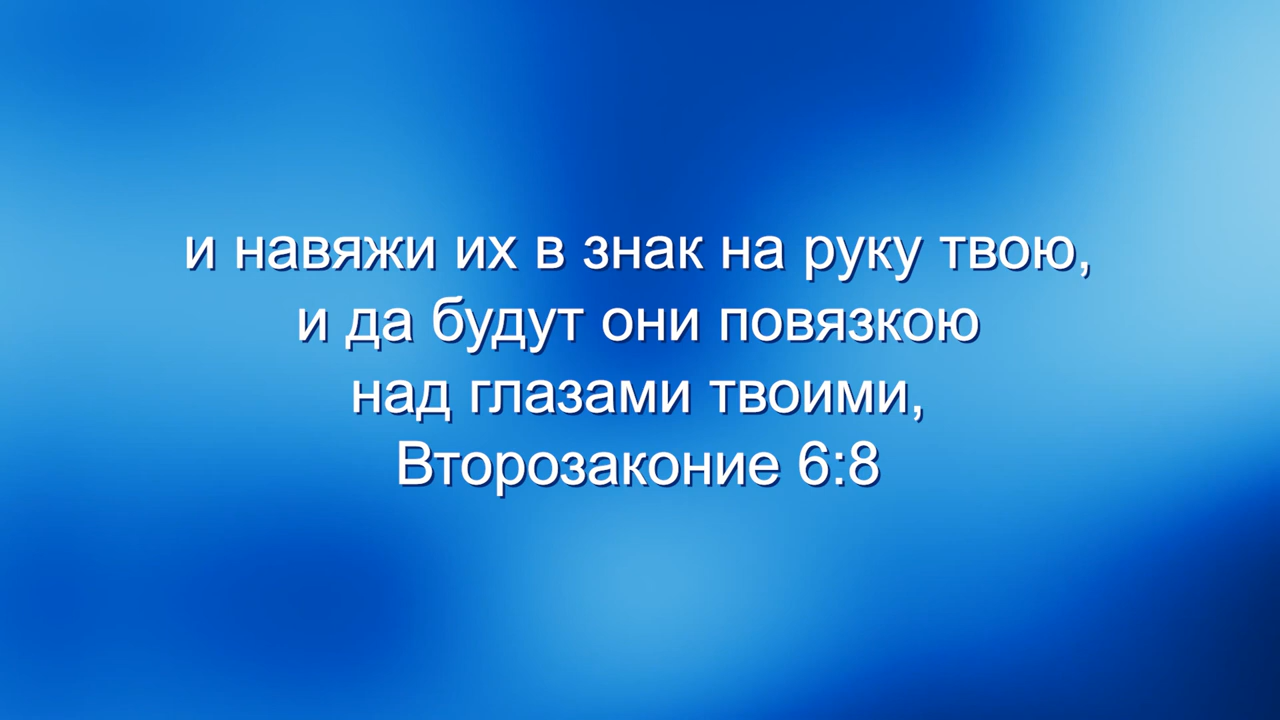 и навяжи их в знак на руку твою,
и да будут они повязкою
над глазами твоими,
Второзаконие 6:8